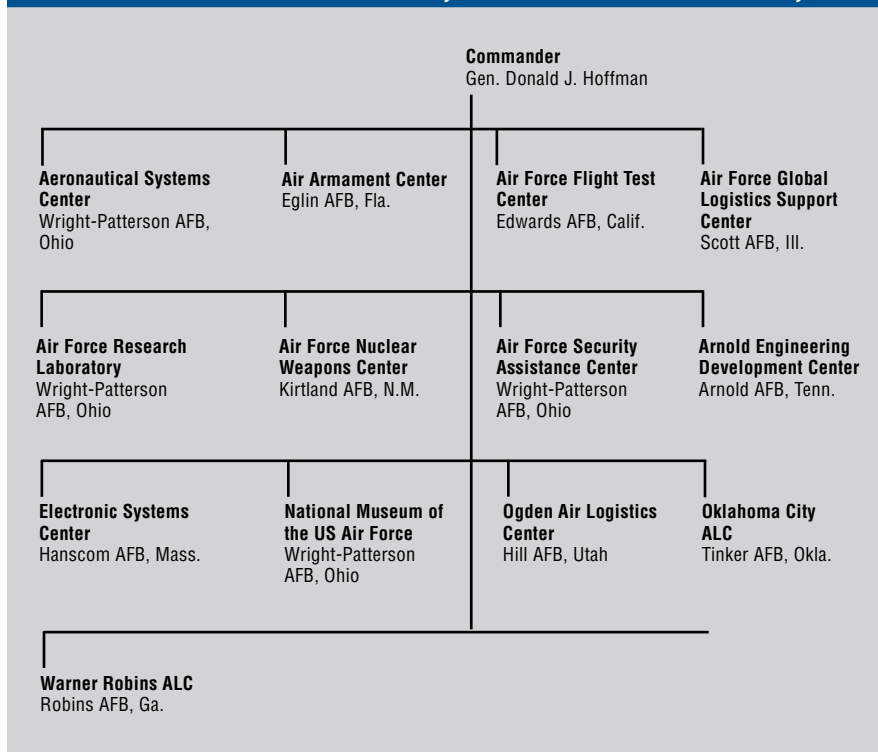 Commander
Gen. Donald J. Hoffman
Aeronautical Systems
Center
Wright-Patterson AFB,
Ohio
Air Armament Center
Eglin AFB, Fla.
Air Force Flight Test
Center
Edwards AFB, Calif.
Air Force Global
Logistics Support
Center
Scott AFB, Ill.
Air Force Research
Laboratory
Wright-Patterson
AFB, Ohio
Air Force Nuclear
Weapons Center
Kirtland AFB, N.M.
Air Force Security
Assistance Center
Wright-Patterson
AFB, Ohio
Arnold Engineering
Development Center
Arnold AFB, Tenn.
Electronic Systems
Center
Hanscom AFB, Mass.
National Museum of
the US Air Force
Wright-Patterson
AFB, Ohio
Ogden Air Logistics
Center
Hill AFB, Utah
Oklahoma City
ALC
Tinker AFB, Okla.
Warner Robins ALC
Robins AFB, Ga.